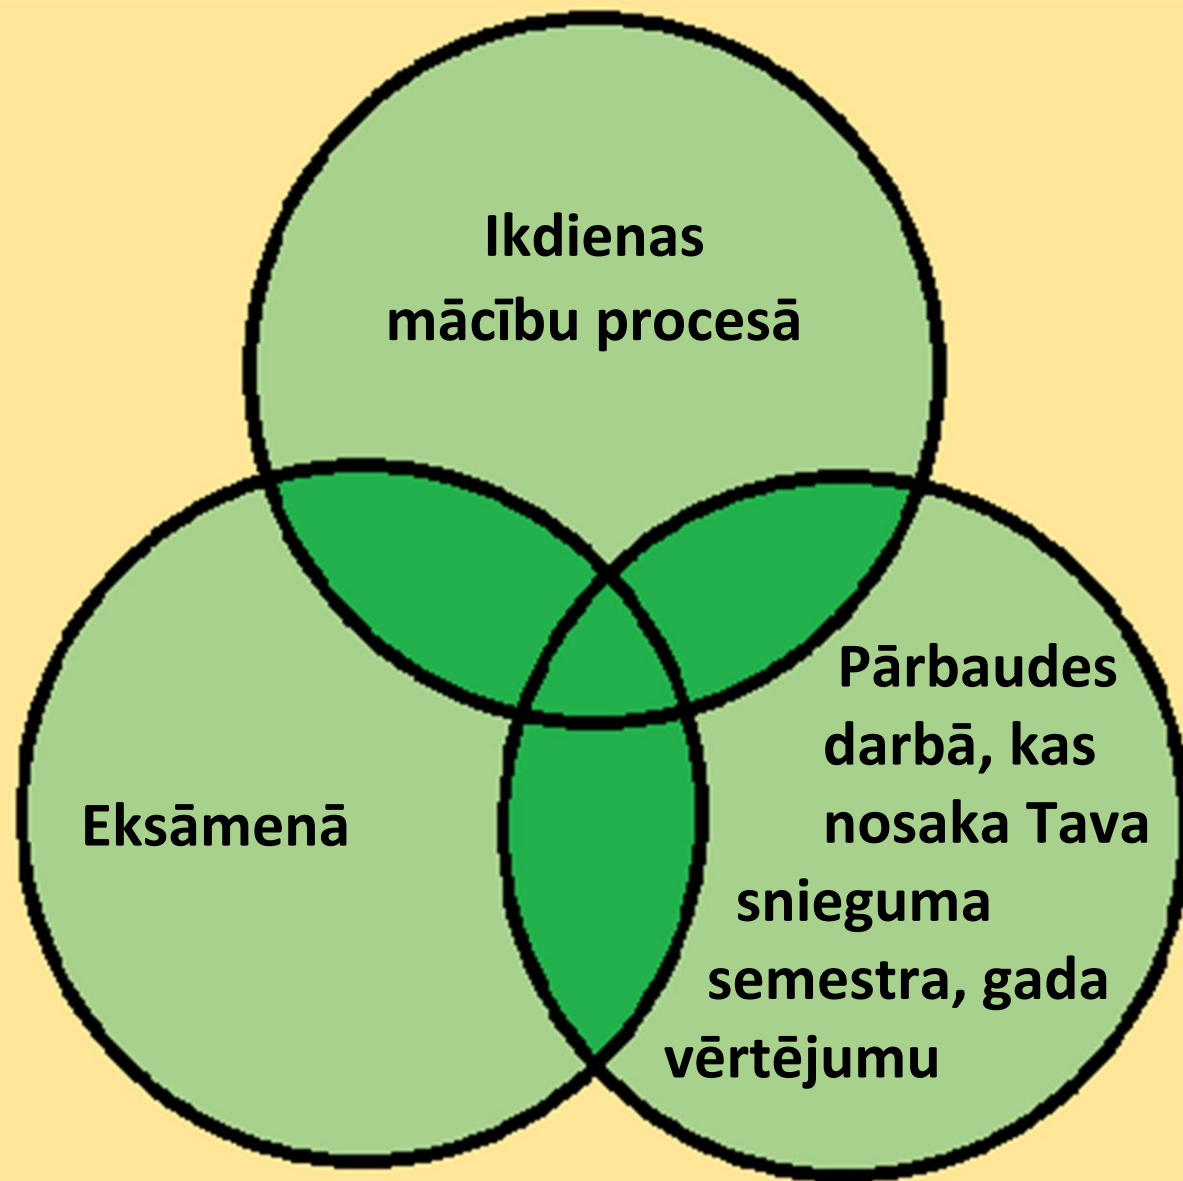 Ikdienas
mācību procesā
Eksāmenā
Pārbaudes
darbā, kas
nosaka Tava
snieguma
semestra, gada
vērtējumu